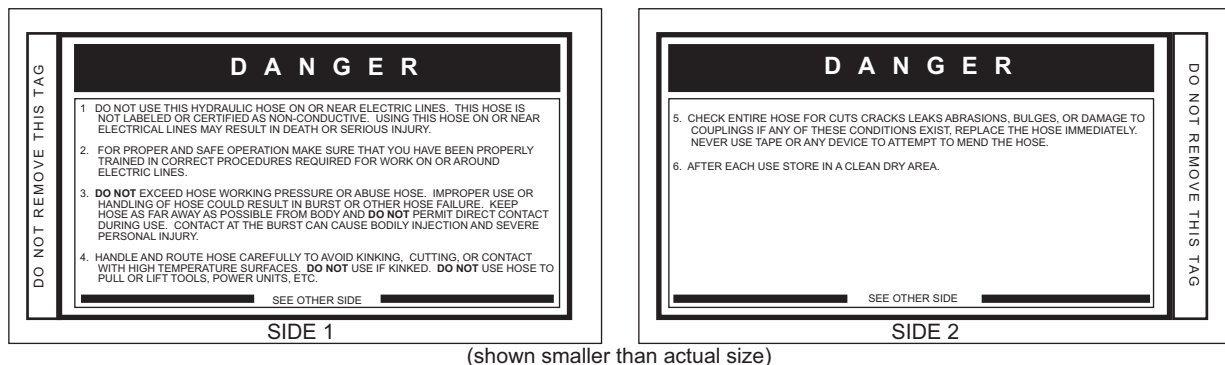 DO NOT REMOVE THIS TAG
D A N G E R
1 DO NOT USE THIS HYDRAULIC HOSE ON OR NEAR ELECTRIC LINES. THIS HOSE IS
NOT LABELED OR CERTIFIED AS NON-CONDUCTIVE. USING THIS HOSE ON OR NEAR
ELECTRICAL LINES MAY RESULT IN DEATH OR SERIOUS INJURY.
2. FOR PROPER AND SAFE OPERATION MAKE SURE THAT YOU HAVE BEEN PROPERLY
TRAINED IN CORRECT PROCEDURES REQUIRED FOR WORK ON OR AROUND
ELECTRIC LINES.
3. DO NOT EXCEED HOSE WORKING PRESSURE OR ABUSE HOSE. IMPROPER USE OR
HANDLING OF HOSE COULD RESULT IN BURST OR OTHER HOSE FAILURE. KEEP
HOSE AS FAR AWAY AS POSSIBLE FROM BODY AND DO NOT PERMIT DIRECT CONTACT
DURING USE. CONTACT AT THE BURST CAN CAUSE BODILY INJECTION AND SEVERE
PERSONAL INJURY.
4. HANDLE AND ROUTE HOSE CAREFULLY TO AVOID KINKING, CUTTING, OR CONTACT
WITH HIGH TEMPERATURE SURFACES. DO NOT USE IF KINKED. DO NOT USE HOSE TO
PULL OR LIFT TOOLS, POWER UNITS, ETC.
SEE OTHER SIDE
SIDE 1
D A N G E R
5. CHECK ENTIRE HOSE FOR CUTS CRACKS LEAKS ABRASIONS, BULGES, OR DAMAGE TO
COUPLINGS IF ANY OF THESE CONDITIONS EXIST, REPLACE THE HOSE IMMEDIATELY.
NEVER USE TAPE OR ANY DEVICE TO ATTEMPT TO MEND THE HOSE.
6. AFTER EACH USE STORE IN A CLEAN DRY AREA.
SEE OTHER SIDE
DO NOT REMOVE THIS TAG
SIDE 2
(shown smaller than actual size)